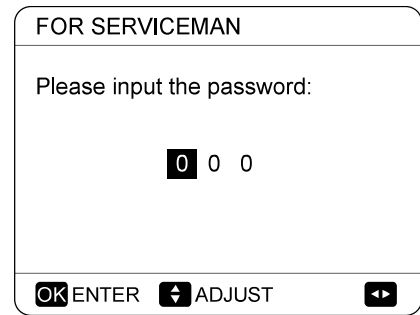 FOR SERVICEMAN
Please input the password:
0 0 0
OK ENTER ADJUST